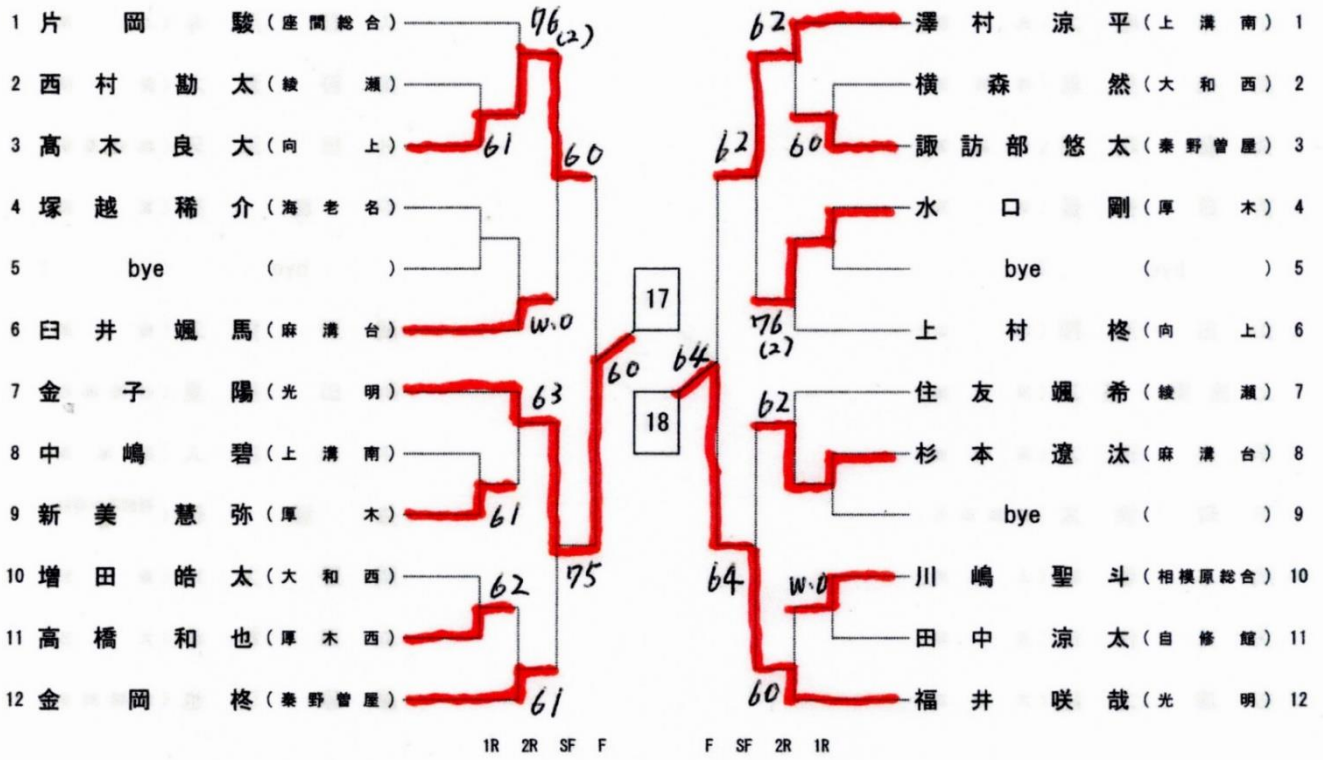 1 片岡駿(座間総合)
76(2)
2 西村勘太(綾瀬)
3 髙木良大(向上)
61
60
4 塚越稀介(海老名)
5 bye ( )
6 臼井颯馬(麻溝台)
w.o
7 金子陽(光明)
63
8 中嶋碧(上溝南)
9 新美慧弥(厚木)
61
10 増田皓太(大和西)
62
75
11 高橋和也(厚木西)
12 金岡柊(秦野曽屋)
61
1R 2R SF F
17
60
64
18
62
澤村涼平(上溝南) 1
横森然(大和西) 2
62
60
諏訪部悠太(秦野曽屋) 3
水口剛(厚木) 4
bye ( ) 5
76(2)
上村柊(向上) 6
62
住友颯希(綾瀬) 7
杉本遼汰(麻溝台) 8
bye ( ) 9
64
w.o
川嶋聖斗(相模原総合) 10
田中涼太(自修館) 11
60
福井咲哉(光明) 12
F SF 2R 1R